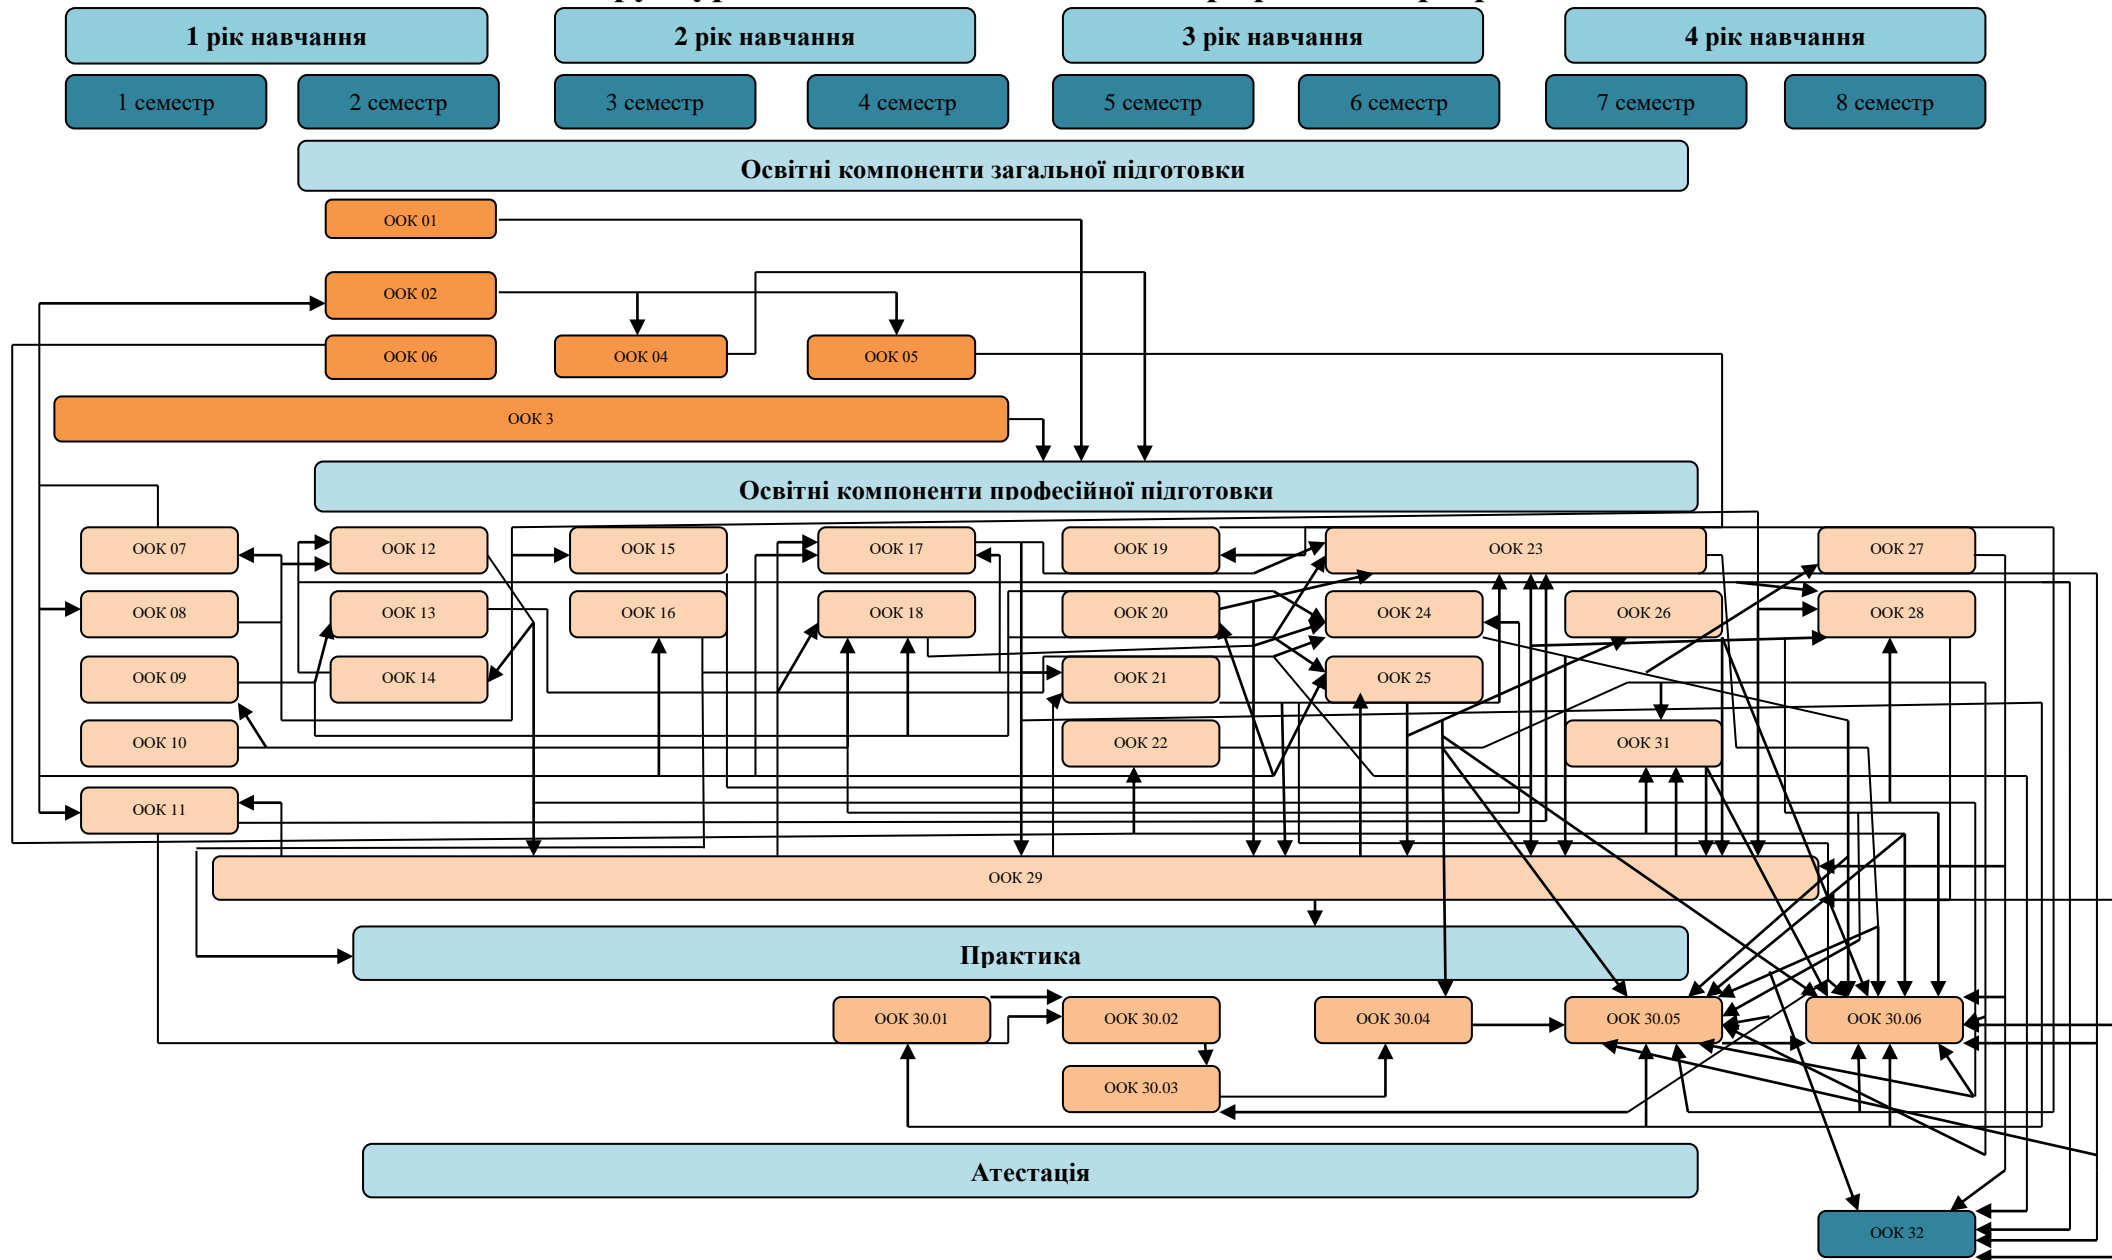 1 рік навчання
2 рік навчання
3 рік навчання
4 рік навчання
1 семестр
2 семестр
3 семестр
4 семестр
5 семестр
6 семестр
7 семестр
8 семестр
Освітні компоненти загальної підготовки
ООК 01
ООК 02
ООК 06
ООК 04
ООК 05
ООК 3
Освітні компоненти професійної підготовки
ООК 07
ООК 12
ООК 15
ООК 17
ООК 19
ООК 23
ООК 27
ООК 08
ООК 13
ООК 16
ООК 18
ООК 20
ООК 24
ООК 26
ООК 28
ООК 09
ООК 14
ООК 21
ООК 25
ООК 10
ООК 22
ООК 31
ООК 11
ООК 29
Практика
ООК 30.01
ООК 30.02
ООК 30.04
ООК 30.05
ООК 30.06
ООК 30.03
Атестація
ООК 32